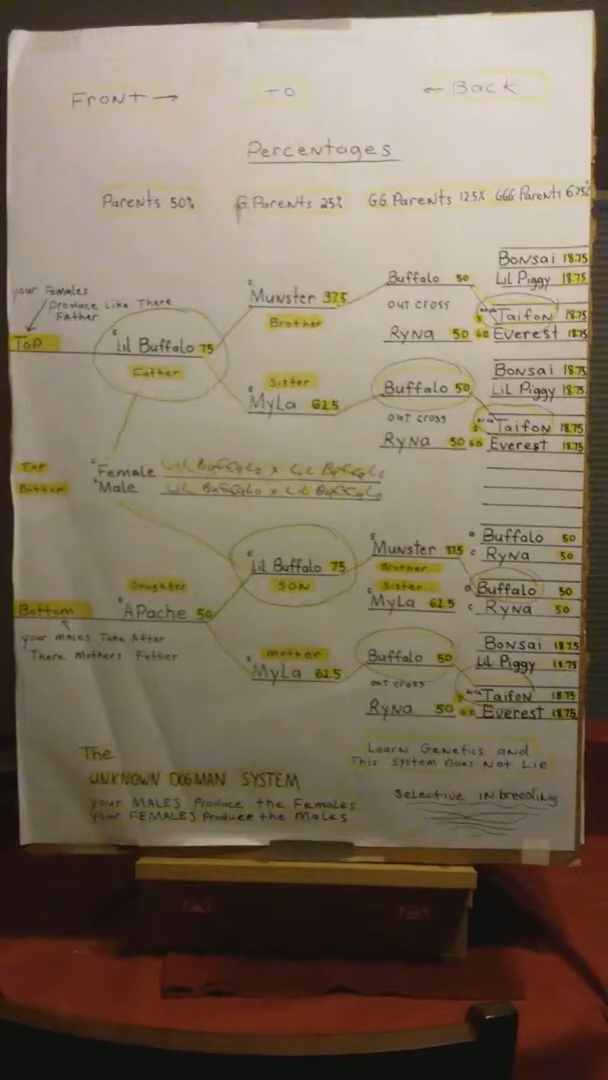 Front → TO ← Back
Percentages
Parents 50% G. Parents 25% G.G. Parents 12.5% GGG Parents 6.25%
Bonsai 18.75
Buffalo 50 Lil Piggy 18.75
your Females
Produce Like There
Father
Munster 37.5
Brother
out cross
Taifon 18.75
Ryna 50 Everest 18.75
Top Lil Buffalo 75
Father
Bonsai 18.75
Sister
Buffalo 50 Lil Piggy 18.75
MyLa 62.5
out cross Taifon 18.75
Ryna 50 Everest 18.75
Top Female Lil Buffalo x Lil Buffalo
Bottom Male Lil Buffalo x Lil Buffalo
Buffalo 50
Munster 37.5 Ryna 50
Lil Buffalo 75
SON
Brother
Sister
Buffalo 50
MyLa 62.5 Ryna 50
Daughter
Bottom APache 50
your MALES Take After
There Mothers Father
Bonsai 18.75
mother
Buffalo 50 Lil Piggy 18.75
MyLa 62.5
out cross Taifon 18.75
Ryna 50 Everest 18.75
The
UNKNOWN DOGMAN SYSTEM
your MALES Produce the Females
your FEMALES Produce the Males
Learn Genetics and
This System Does Not Lie
Selective INbreeding